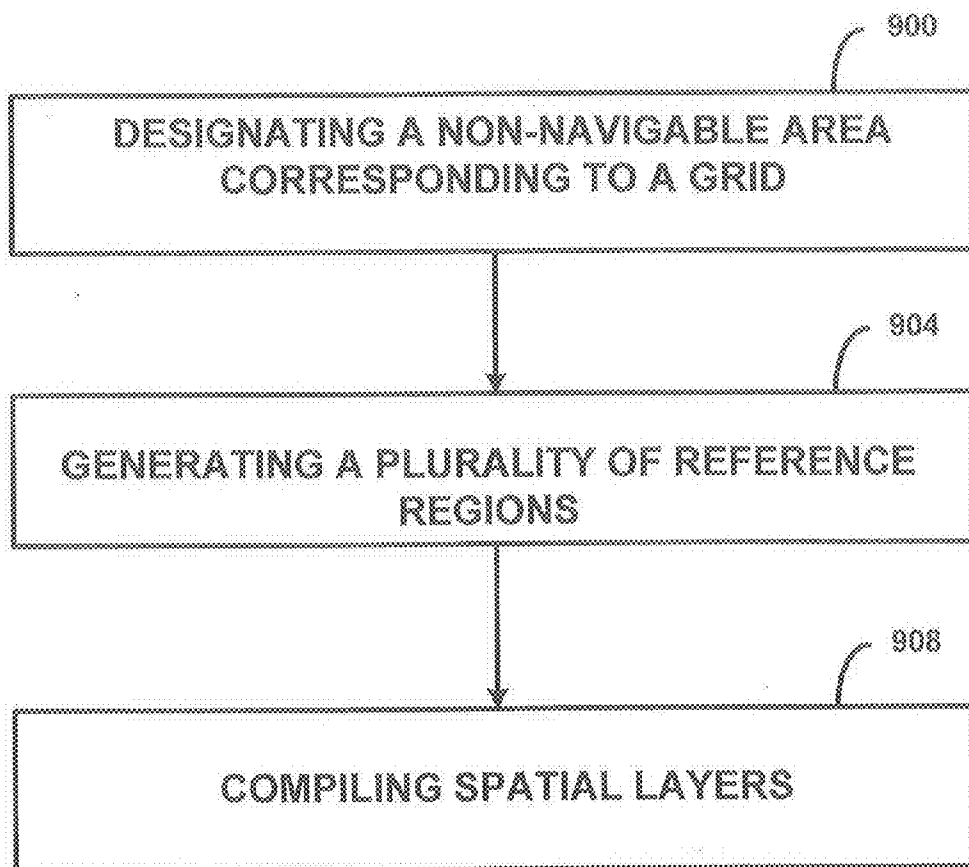 900
DESIGNATING A NON-NAVIGABLE AREA
CORRESPONDING TO A GRID
904
GENERATING A PLURALITY OF REFERENCE
REGIONS
908
COMPILING SPATIAL LAYERS